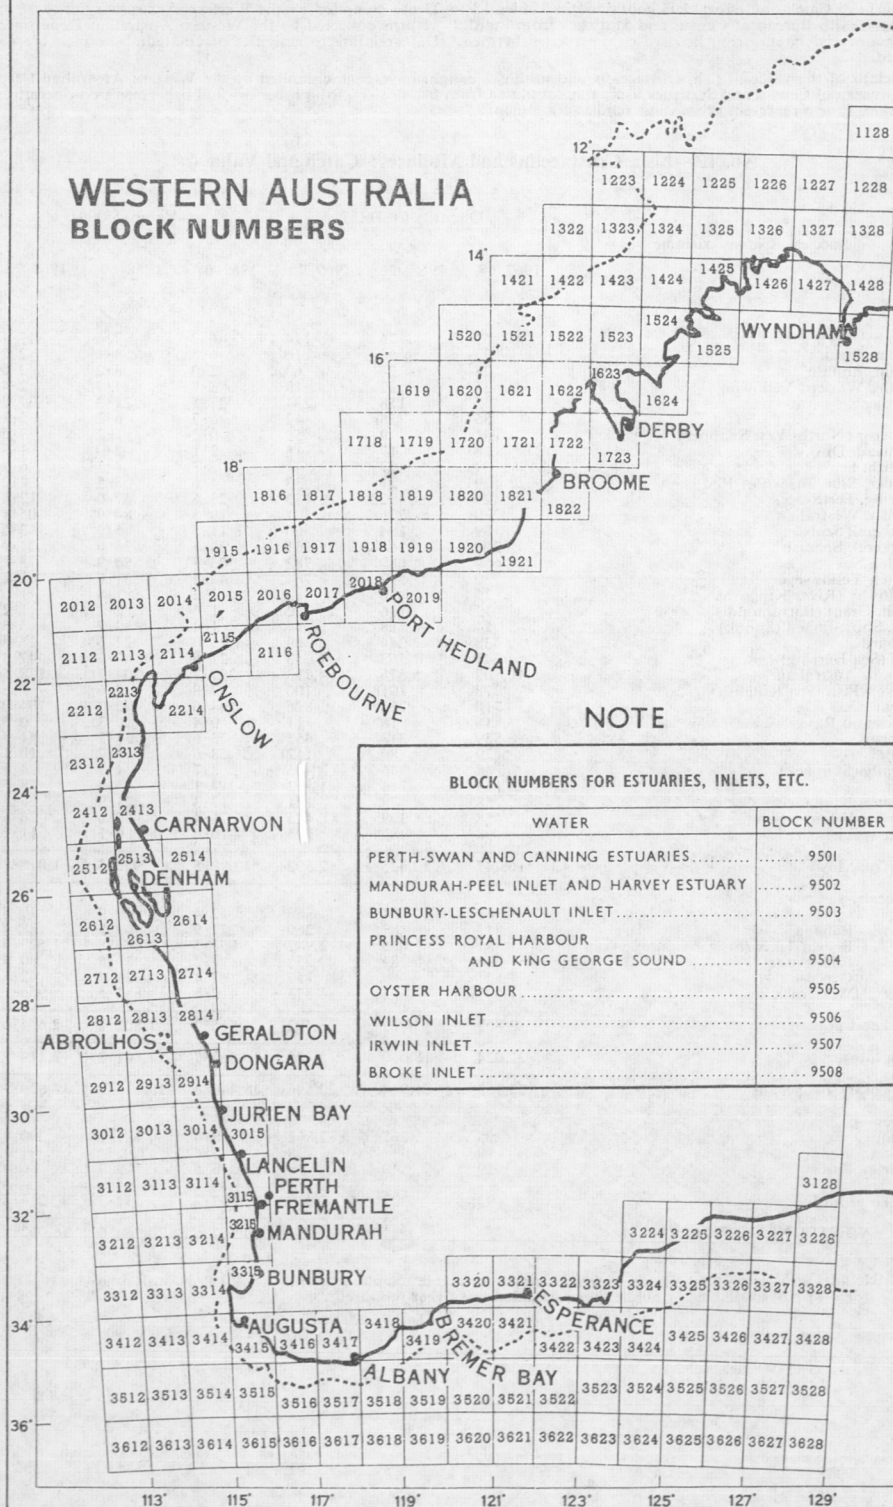 WESTERN AUSTRALIA
BLOCK NUMBERS
1128
12°
1223 1224 1225 1226 1227 1228
1322 1323 1324 1325 1326 1327 1328
14°
1421 1422 1423 1424 1425 1426 1427 1428
1520 1521 1522 1523 1524 1525 WYNDHAM 1528
16°
1619 1620 1621 1622 1623 1624
DERBY
1718 1719 1720 1721 1722 1723
18°
BROOME
1816 1817 1818 1819 1820 1821 1822
1915 1916 1917 1918 1919 1920 1921
20°
2012 2013 2014 2015 2016 2017 2018 2019
PORT HEDLAND
ROEBOURNE
2112 2113 2114 2115 2116
ONSLOW
22°
2212 2213 2214
2312 2313
24°
2412 2413
CARNARVON
2512 2513 2514
DENHAM
26°
2612 2613 2614
2712 2713 2714
28°
2812 2813 2814
ABROLHOS GERALDTON
DONGARA
2912 2913 2914
30°
JURIEN BAY
3012 3013 3014 3015
LANCELIN
3112 3113 3114 3115
PERTH
FREMANTLE
32°
3212 3213 3214 3215
MANDURAH
3312 3313 3314 3315
BUNBURY
34°
3412 3413 3414 3415 3416 3417 3418 3419 3420 3421
AUGUSTA
ALBANY
BREMER BAY
ESPERANCE
3128
3224 3225 3226 3227 3228
3320 3321 3322 3323 3324 3325 3326 3327 3328
3422 3423 3424 3425 3426 3427 3428
3512 3513 3514 3515 3516 3517 3518 3519 3520 3521 3522 3523 3524 3525 3526 3527 3528
36°
3612 3613 3614 3615 3616 3617 3618 3619 3620 3621 3622 3623 3624 3625 3626 3627 3628
113° 115° 117° 119° 121° 123° 125° 127° 129°
NOTE
BLOCK NUMBERS FOR ESTUARIES, INLETS, ETC.
WATER BLOCK NUMBER
PERTH-SWAN AND CANNING ESTUARIES 9501
MANDURAH-PEEL INLET AND HARVEY ESTUARY 9502
BUNBURY-LESCHENAULT INLET 9503
PRINCESS ROYAL HARBOUR
AND KING GEORGE SOUND 9504
OYSTER HARBOUR 9505
WILSON INLET 9506
IRWIN INLET 9507
BROKE INLET 9508